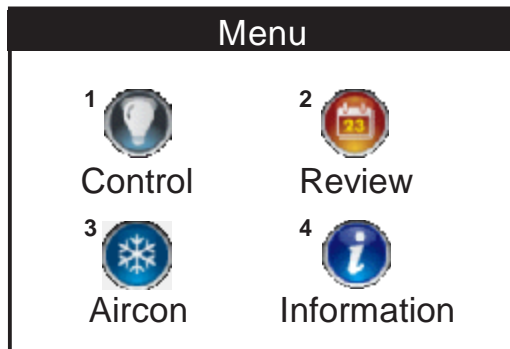 Menu
1 2
Control Review
23
3 4
Aircon Information
i